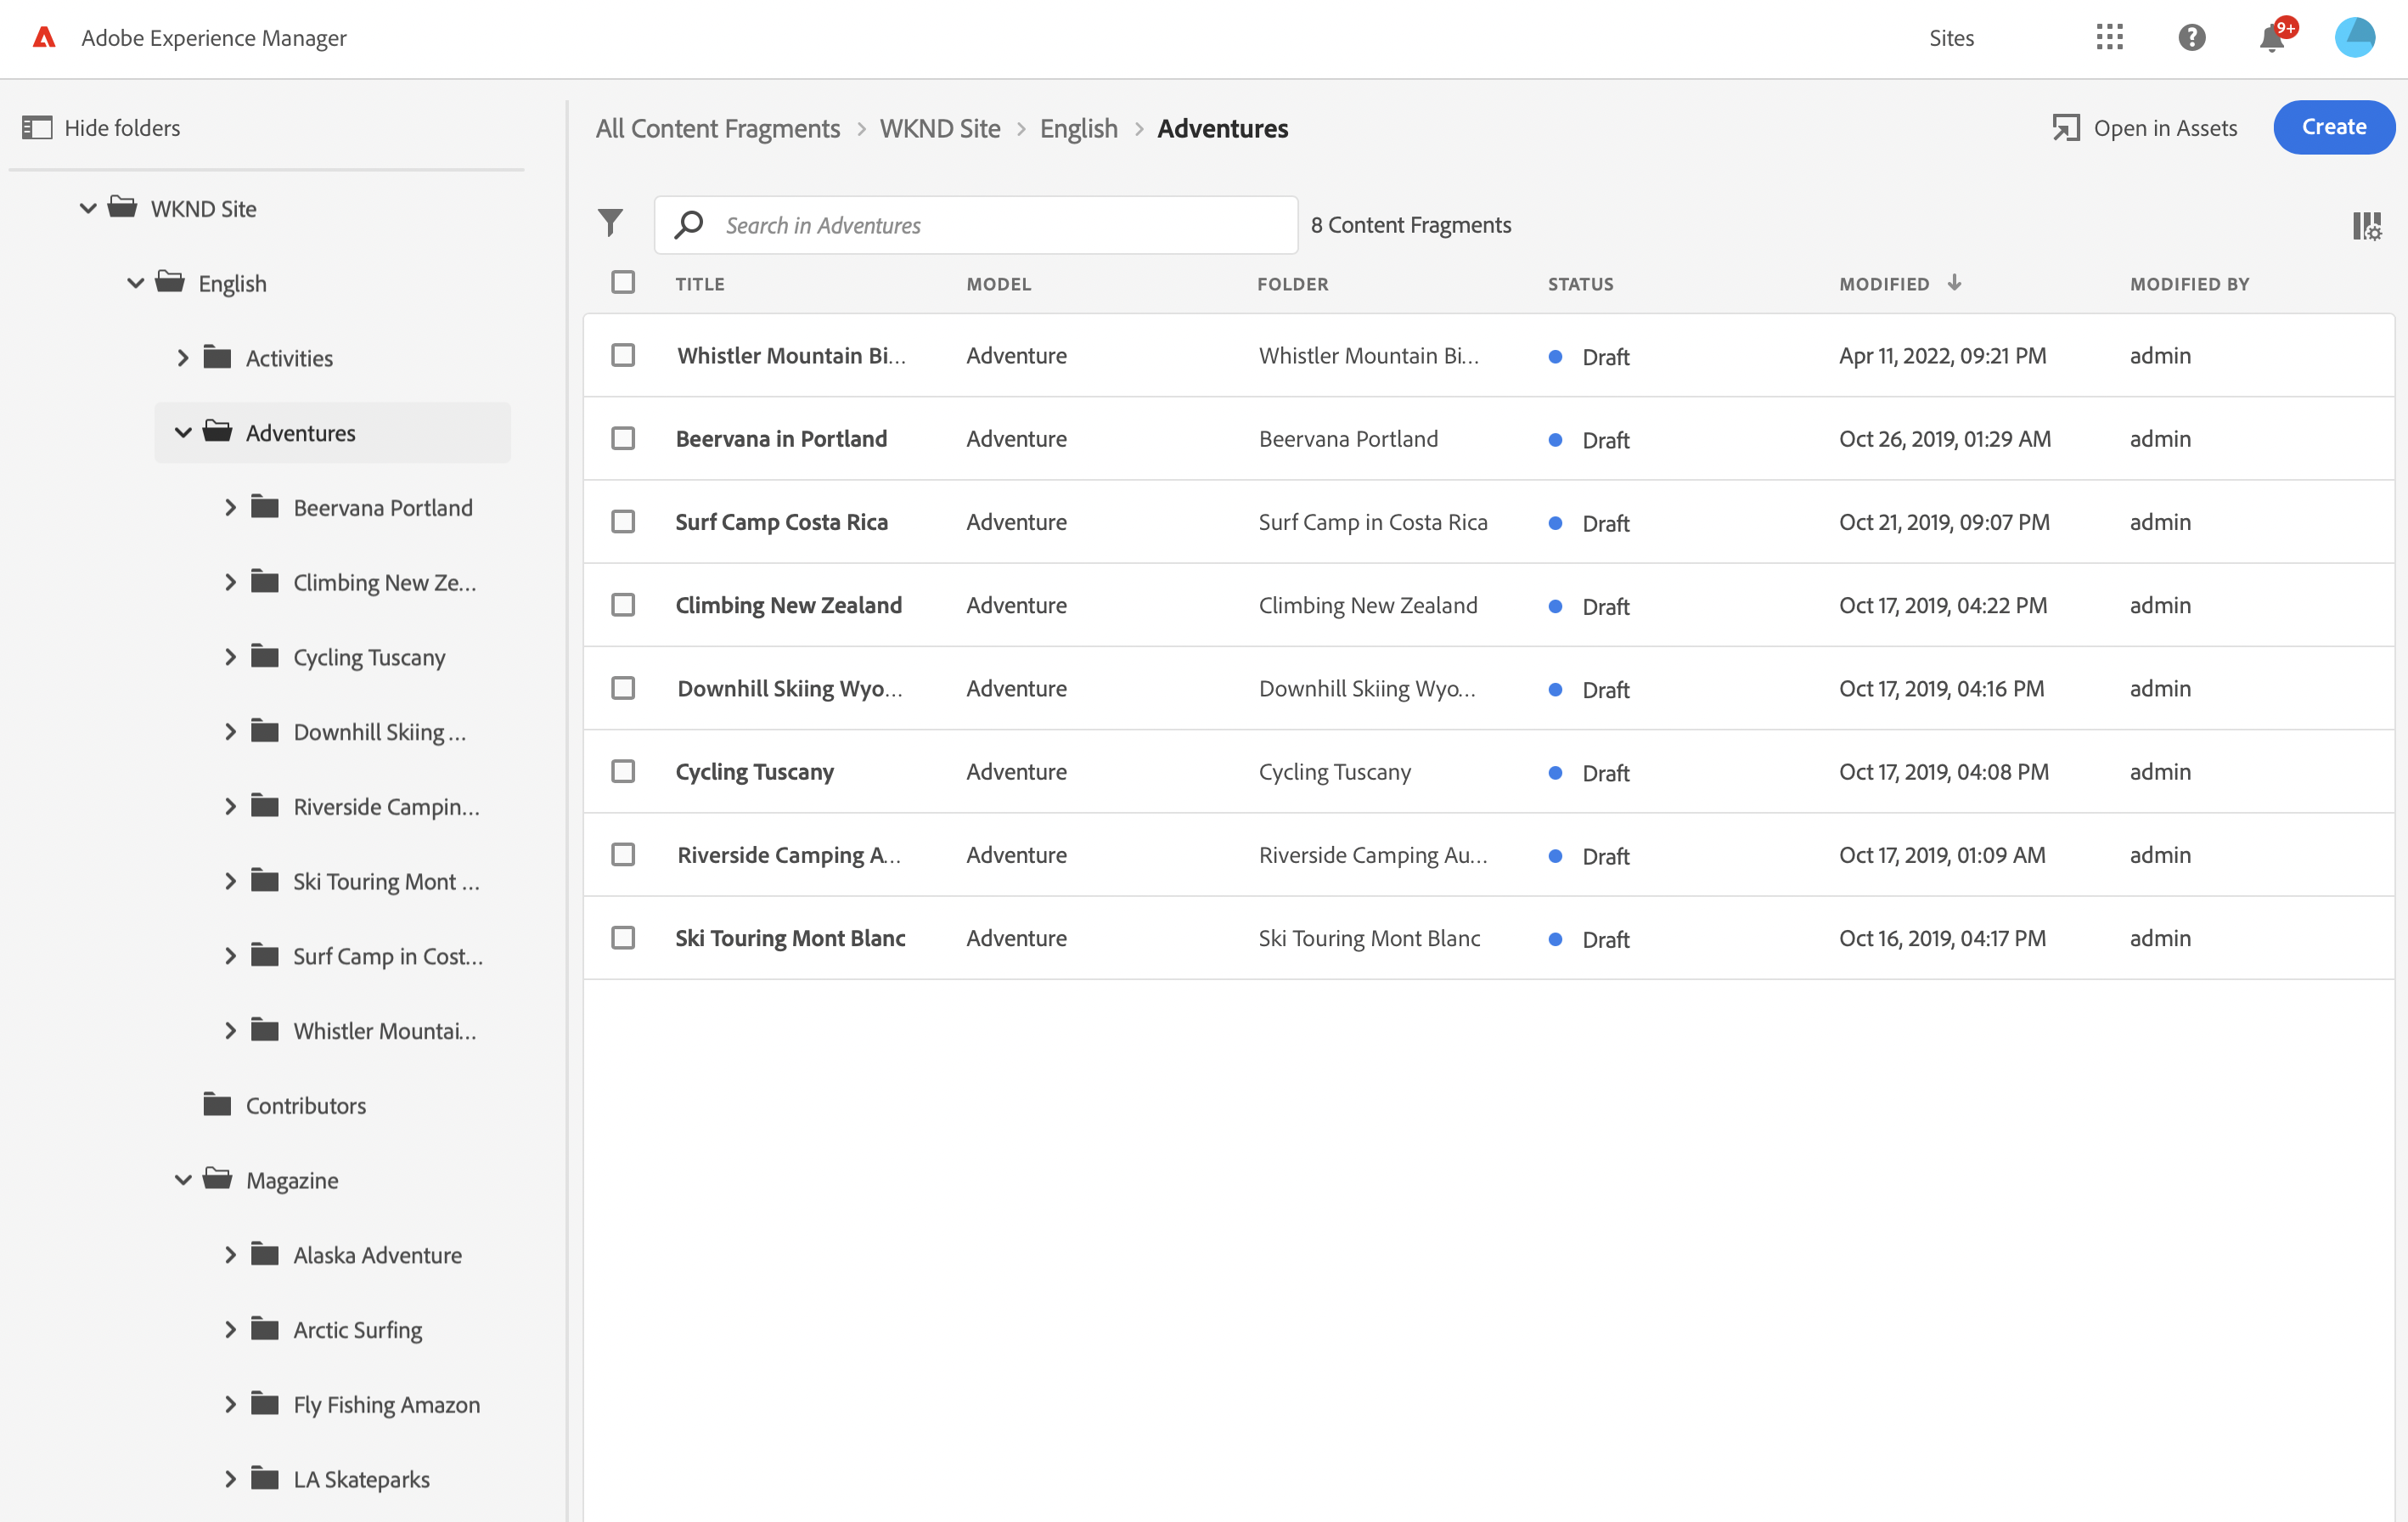 Adobe Experience Manager
Sites
9+
Hide folders
WKND Site
English
Activities
Adventures
Beervana Portland
Climbing New Ze...
Cycling Tuscany
Downhill Skiing ...
Riverside Campin...
Ski Touring Mont ...
Surf Camp in Cost...
Whistler Mountai...
Contributors
Magazine
Alaska Adventure
Arctic Surfing
Fly Fishing Amazon
LA Skateparks
All Content Fragments > WKND Site > English > Adventures
Open in Assets
Create
Search in Adventures
8 Content Fragments
TITLE MODEL FOLDER STATUS MODIFIED MODIFIED BY
Whistler Mountain Bi... Adventure Whistler Mountain Bi... Draft Apr 11, 2022, 09:21 PM admin
Beervana in Portland Adventure Beervana Portland Draft Oct 26, 2019, 01:29 AM admin
Surf Camp Costa Rica Adventure Surf Camp in Costa Rica Draft Oct 21, 2019, 09:07 PM admin
Climbing New Zealand Adventure Climbing New Zealand Draft Oct 17, 2019, 04:22 PM admin
Downhill Skiing Wyo... Adventure Downhill Skiing Wyo... Draft Oct 17, 2019, 04:16 PM admin
Cycling Tuscany Adventure Cycling Tuscany Draft Oct 17, 2019, 04:08 PM admin
Riverside Camping A... Adventure Riverside Camping Au... Draft Oct 17, 2019, 01:09 AM admin
Ski Touring Mont Blanc Adventure Ski Touring Mont Blanc Draft Oct 16, 2019, 04:17 PM admin